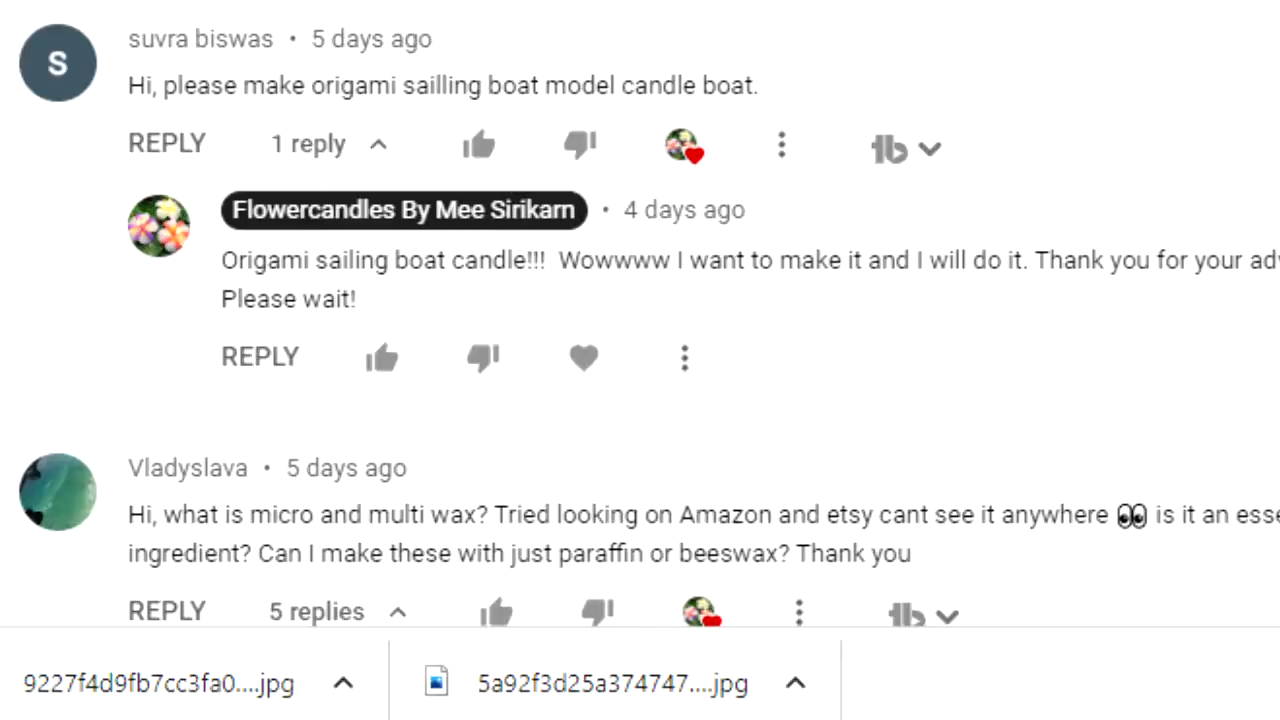 S
suvra biswas • 5 days ago
Hi, please make origami sailling boat model candle boat.
REPLY 1 reply
Flowercandles By Mee Sirikarn • 4 days ago
Origami sailing boat candle!!! Wowwww I want to make it and I will do it. Thank you for your
Please wait!
REPLY
Vladyslava • 5 days ago
Hi, what is micro and multi wax? Tried looking on Amazon and etsy cant see it anywhere 👀 is it an
ingredient? Can I make these with just paraffin or beeswax? Thank you
REPLY 5 replies
9227f4d9fb7cc3fa0....jpg 5a92f3d25a374747....jpg